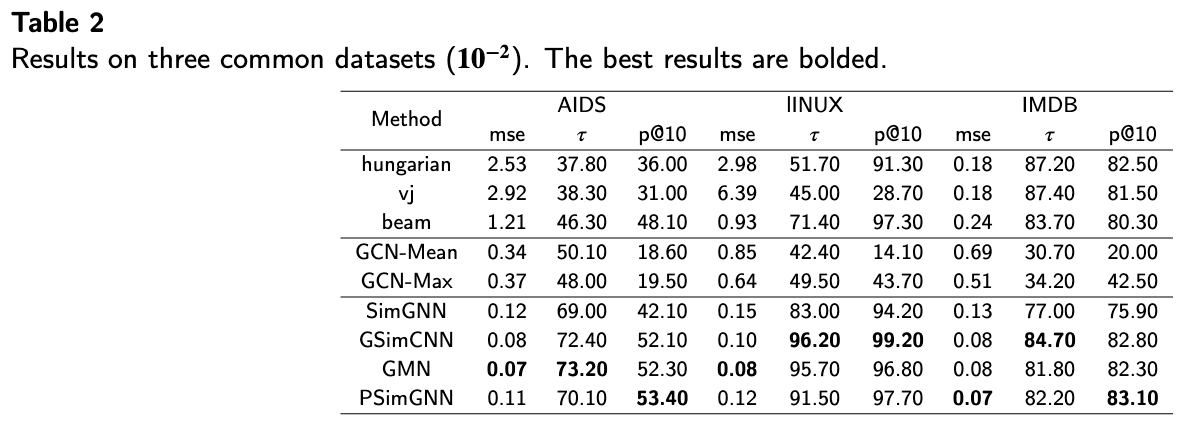 Table 2
Results on three common datasets (10⁻²). The best results are bolded.
Method AIDS lINUX IMDB
mse τ p@10 mse τ p@10 mse τ p@10
hungarian 2.53 37.80 36.00 2.98 51.70 91.30 0.18 87.20 82.50
vj 2.92 38.30 31.00 6.39 45.00 28.70 0.18 87.40 81.50
beam 1.21 46.30 48.10 0.93 71.40 97.30 0.24 83.70 80.30
GCN-Mean 0.34 50.10 18.60 0.85 42.40 14.10 0.69 30.70 20.00
GCN-Max 0.37 48.00 19.50 0.64 49.50 43.70 0.51 34.20 42.50
SimGNN 0.12 69.00 42.10 0.15 83.00 94.20 0.13 77.00 75.90
GSimCNN 0.08 72.40 52.10 0.10 96.20 99.20 0.08 84.70 82.80
GMN 0.07 73.20 52.30 0.08 95.70 96.80 0.08 81.80 82.30
PSimGNN 0.11 70.10 53.40 0.12 91.50 97.70 0.07 82.20 83.10